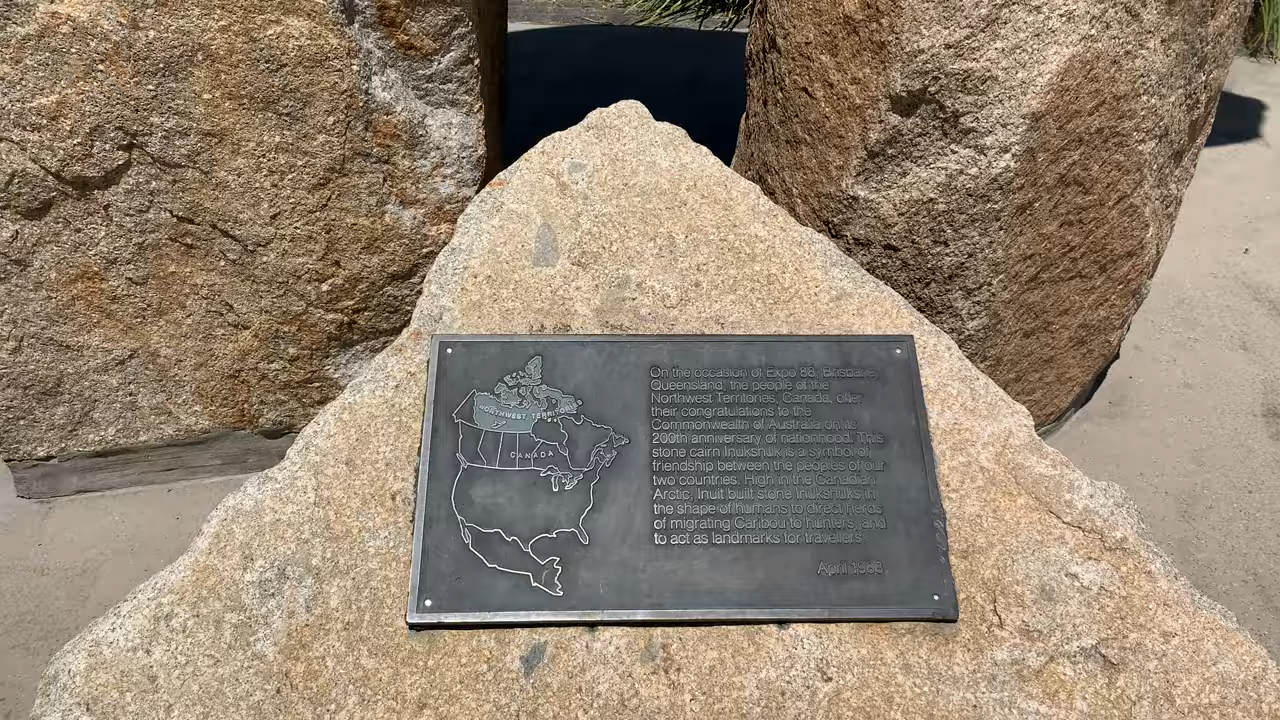 NORTHWEST TERRITORIES
CANADA
On the occasion of Expo 88, Brisbane,
Queensland, the people of the
Northwest Territories, Canada, offer
their congratulations to the
Commonwealth of Australia on its
200th anniversary of nationhood. This
stone cairn Inukshuk is a symbol of
friendship between the peoples of our
two countries. High in the Canadian
Arctic, Inuit built stone Inukshuks in
the shape of humans to direct herds
of migrating Caribou to hunters, and
to act as landmarks for travellers.
April 1988.